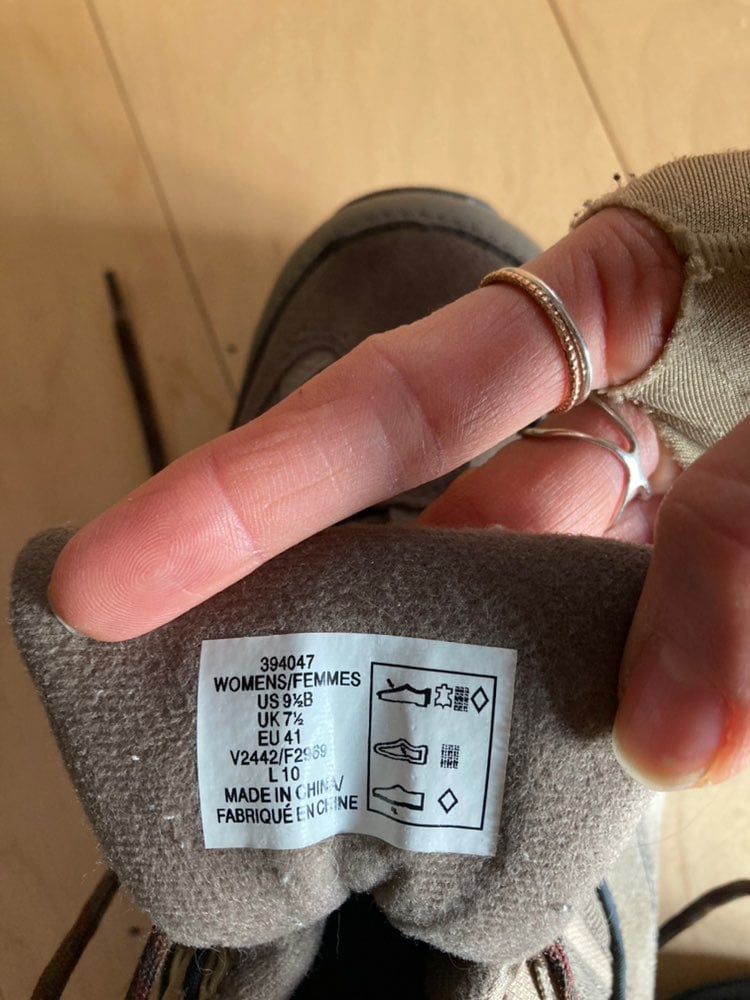 394047
WOMENS/FEMMES
US 9½B
UK 7½
EU 41
V2442/F2969
L 10
MADE IN CHINA/
FABRIQUÉ EN CHINE